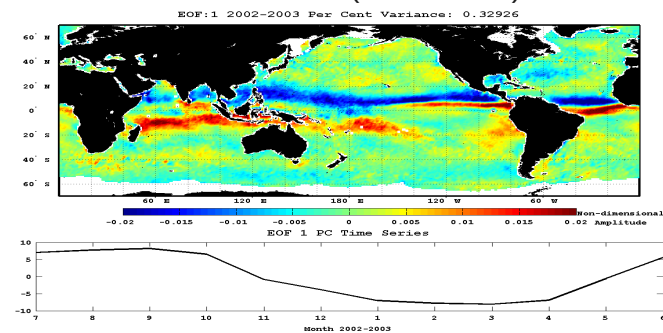 EOF:1 2002-2003 Per Cent Variance: 0.32926
60° N
40° N
20° N
0°
20° S
40° S
60° S
60 E 120 E 180 E 120 W 60 W
-0.02 -0.015 -0.01 -0.005 0 0.005 0.01 0.015 0.02
Non-dimensional
Amplitude
EOF 1 PC Time Series
10
5
0
-5
-10
7 8 9 10 11 12 1 2 3 4 5 6
Month 2002-2003